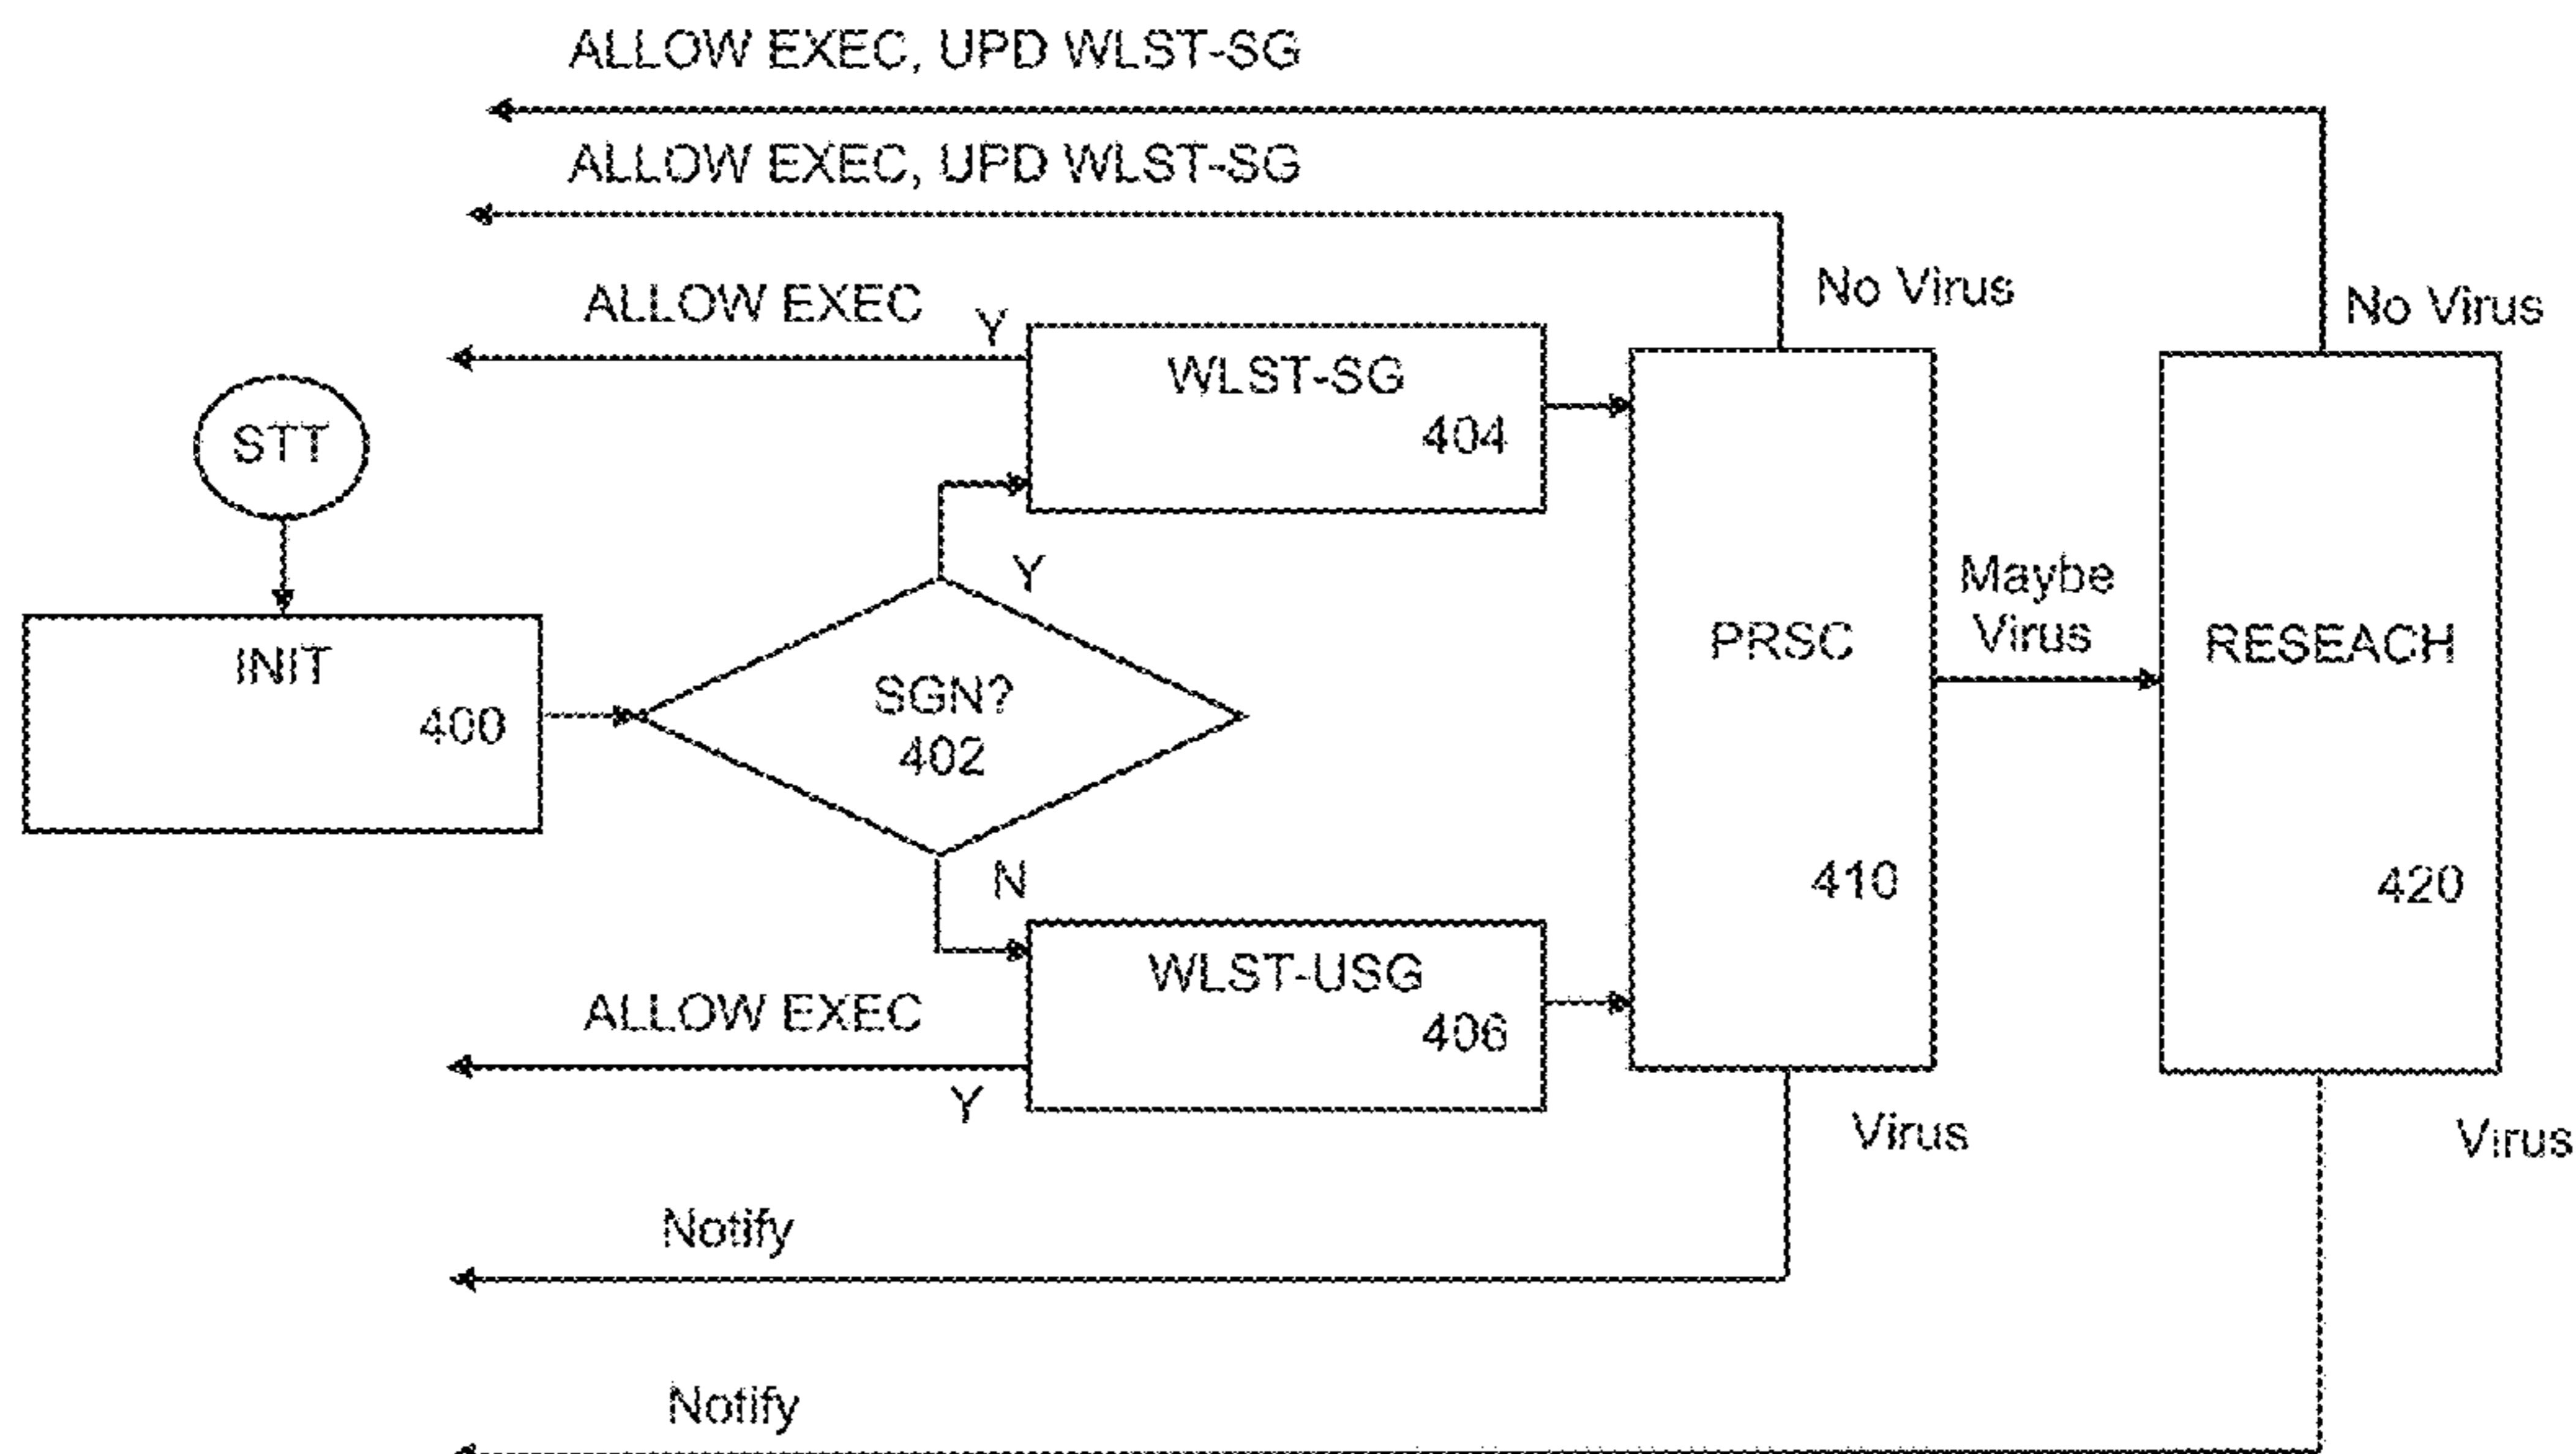 ALLOW EXEC, UPD WLST-SG
ALLOW EXEC, UPD WLST-SG
No Virus
No Virus
ALLOW EXEC
Y
WLST-SG
404
STT
Y
Maybe
Virus
INIT
400
SGN?
402
PRSC
410
RESEACH
420
N
WLST-USG
406
ALLOW EXEC
Y
Virus
Virus
Notify
Notify